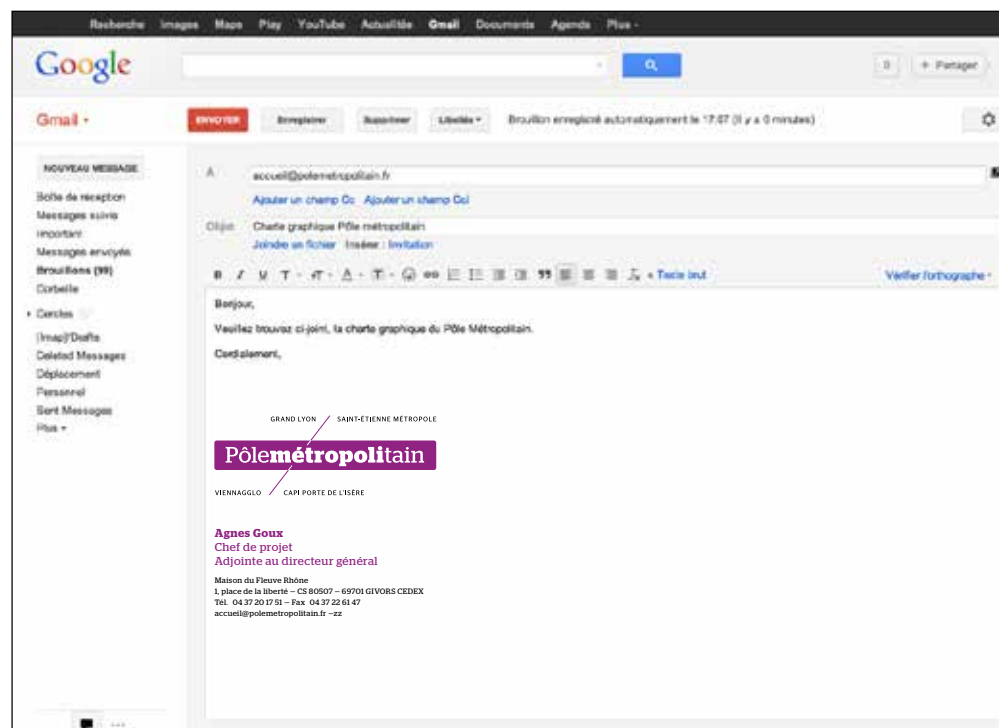 Recherche Images Maps Play YouTube Actualités Gmail Documents Agenda Plus
Google
0 + Partager
Gmail
ENVOYER Enregistrer Supprimer Libellés Brouillon enregistré automatiquement le 17:07 (Il y a 0 minutes)
NOUVEAU MESSAGE
Boîte de réception
Messages suivis
Important
Messages envoyés
Brouillons (99)
Corbeille
Cercles
[Imap]/Drafts
Deleted Messages
Déplacement
Personnel
Sent Messages
Plus
À accueil@polemetropolitain.fr
Ajouter un champ Cc Ajouter un champ Cci
Objet Charte graphique Pôle métropolitain
Joindre un fichier Insérer : Invitation
B I U T « Texte brut Vérifier l'orthographe
Bonjour,
Veuillez trouvez ci-joint, la charte graphique du Pôle Métropolitain.
Cordialement,
GRAND LYON / SAINT-ÉTIENNE MÉTROPOLE
Pôlemétropolitain
VIENNAGGLO / CAPI PORTE DE L'ISÈRE
Agnes Goux
Chef de projet
Adjointe au directeur général
Maison du Fleuve Rhône
1, place de la liberté – CS 80507 – 69701 GIVORS CEDEX
Tél. 04 37 20 17 51 – Fax 04 37 22 61 47
accueil@polemetropolitain.fr –zz